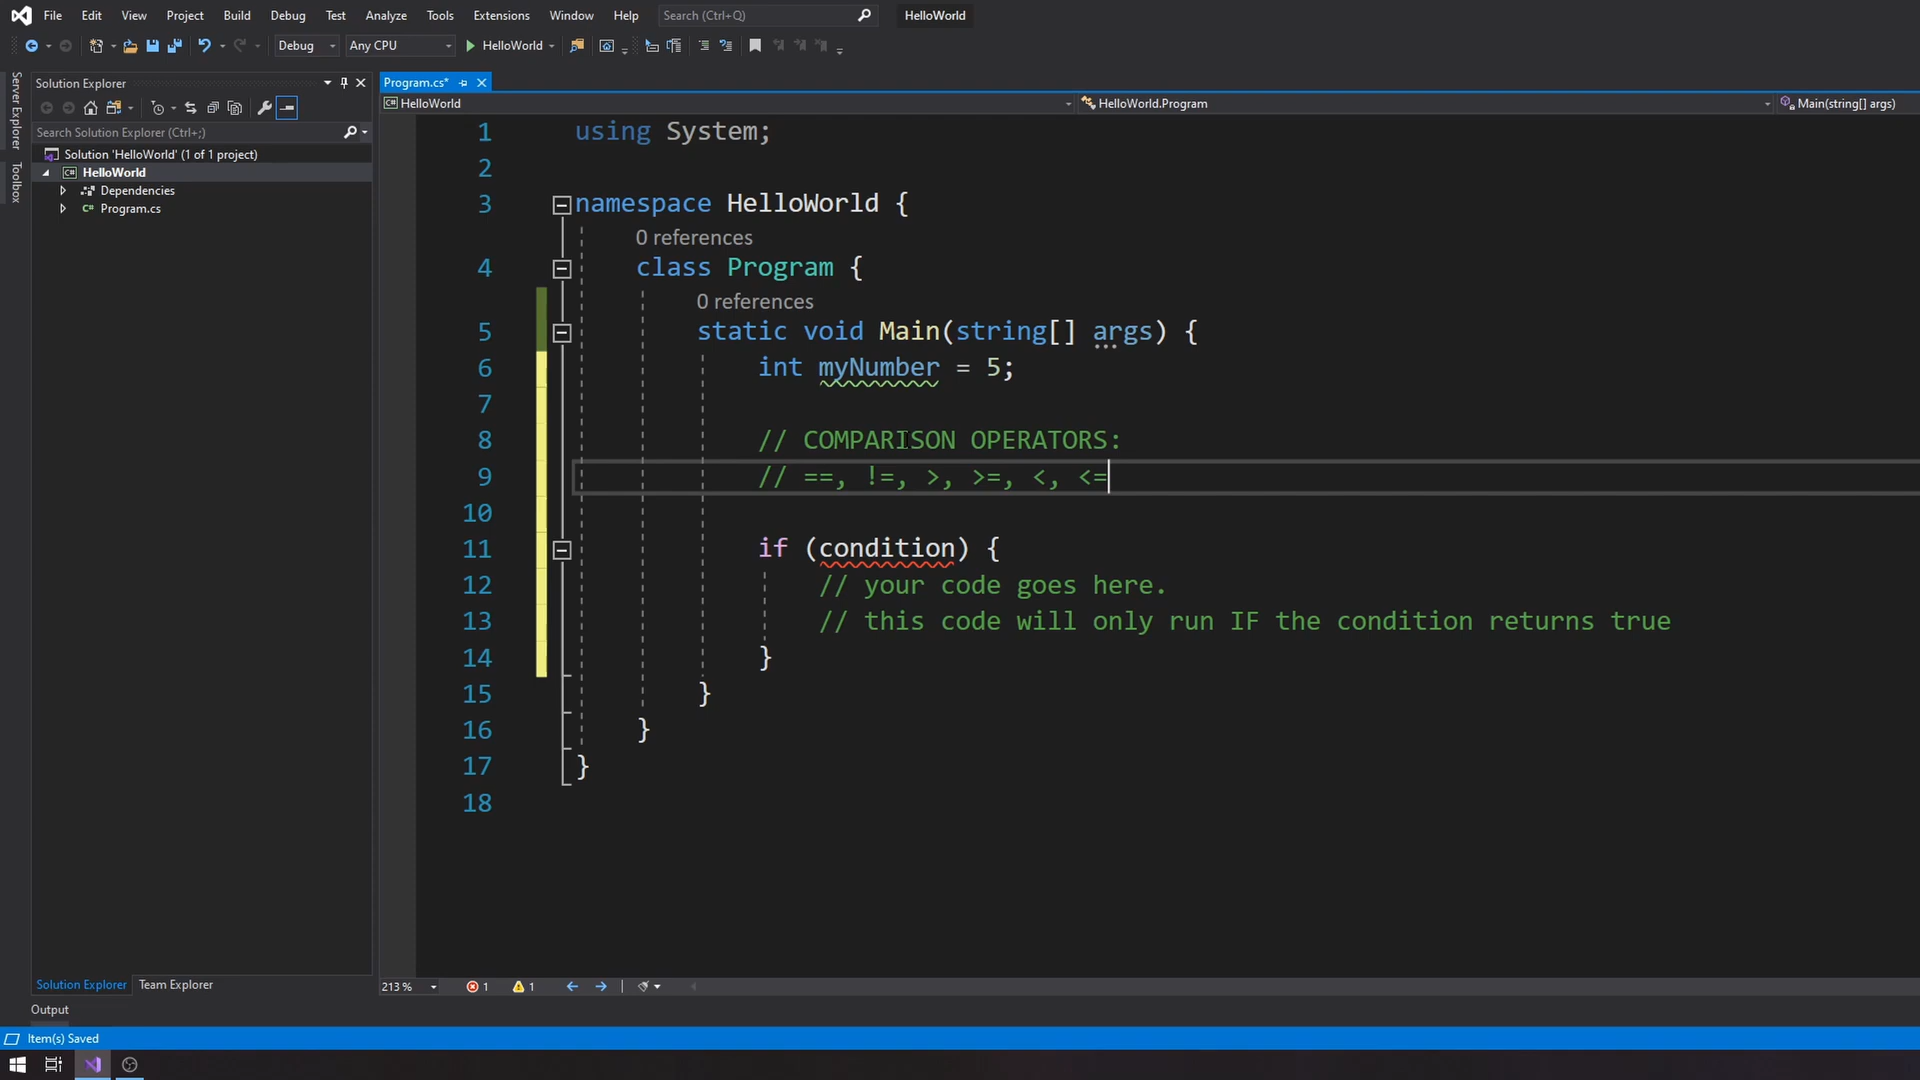 File Edit View Project Build Debug Test Analyze Tools Extensions Window Help Search (Ctrl+Q) HelloWorld
Debug Any CPU HelloWorld
Server Explorer
Toolbox
Solution Explorer
Search Solution Explorer (Ctrl+;)
Solution 'HelloWorld' (1 of 1 project)
C# HelloWorld
Dependencies
C# Program.cs
Program.cs*
C# HelloWorld HelloWorld.Program Main(string[] args)
1 using System;
2
3 namespace HelloWorld {
0 references
4 class Program {
0 references
5 static void Main(string[] args) {
6 int myNumber = 5;
7
8 // COMPARISON OPERATORS:
9 // ==, !=, >, >=, <, <=
10
11 if (condition) {
12 // your code goes here.
13 // this code will only run IF the condition returns true
14 }
15 }
16 }
17 }
18
Solution Explorer Team Explorer
213 % 1 1
Output
Item(s) Saved